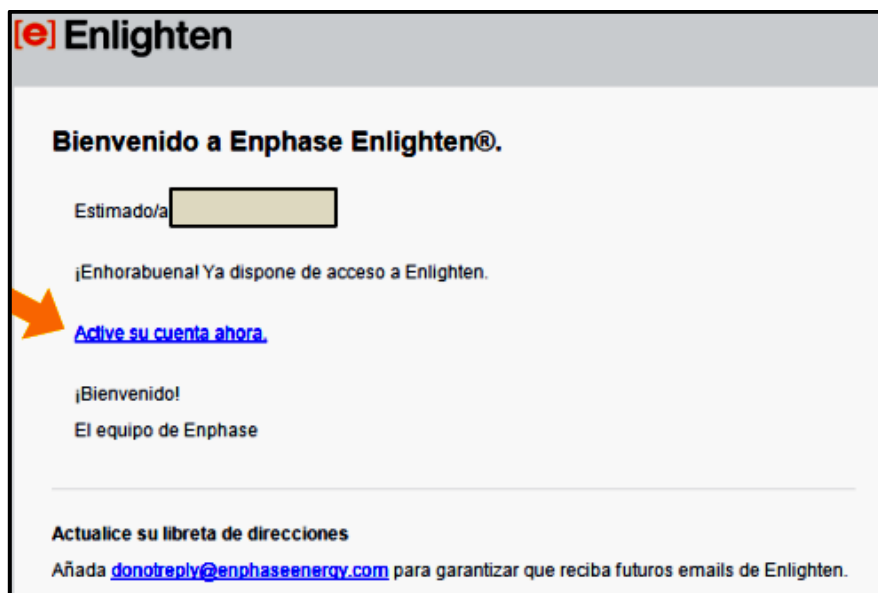 [e] Enlighten
Bienvenido a Enphase Enlighten®.
Estimado/a
¡Enhorabuena! Ya dispone de acceso a Enlighten.
Active su cuenta ahora.
¡Bienvenido!
El equipo de Enphase
Actualice su libreta de direcciones
Añada donotreply@enphaseenergy.com para garantizar que reciba futuros emails de Enlighten.